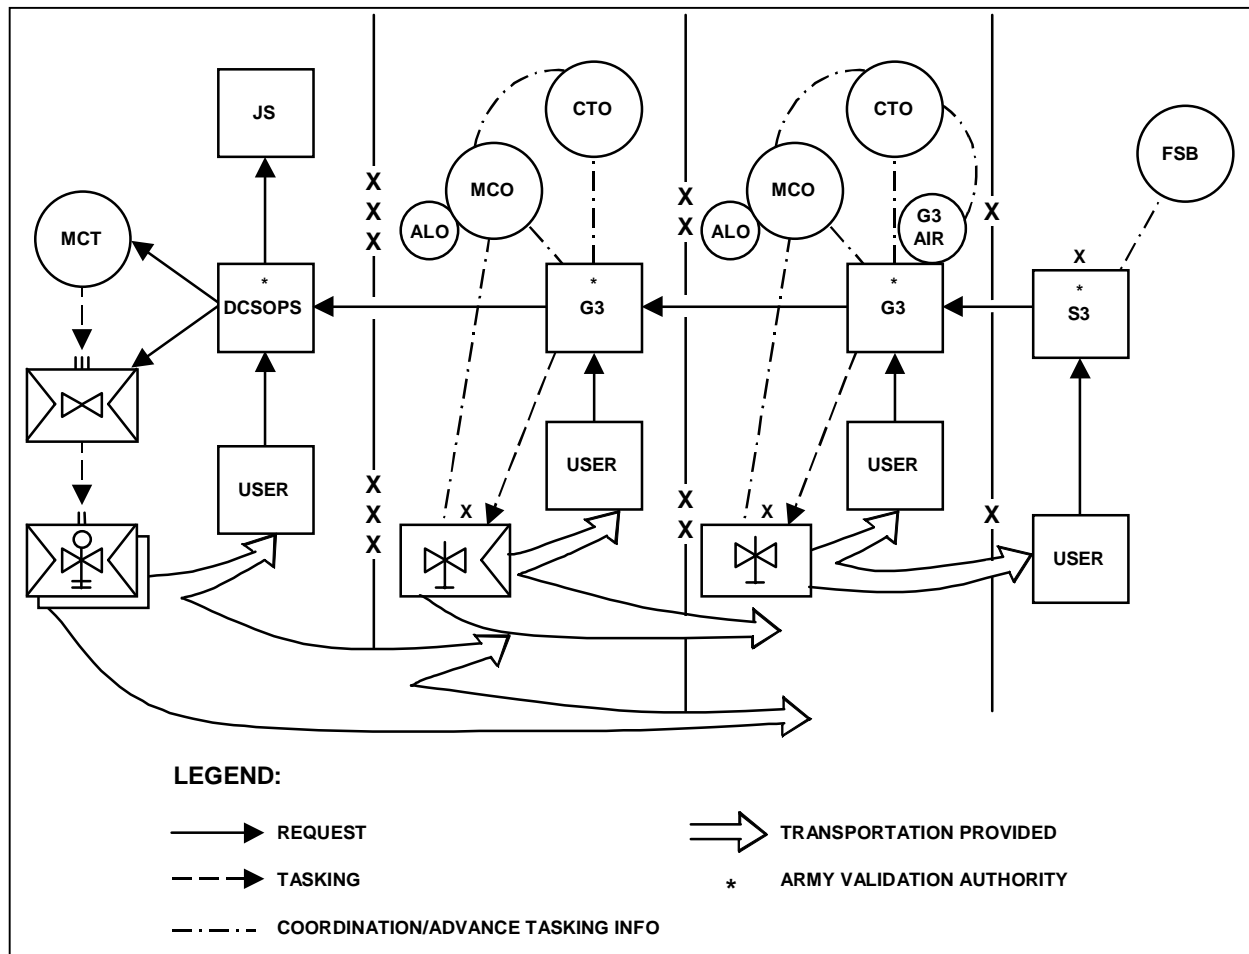 JS
CTO
CTO
FSB
MCO
MCO
MCT
ALO
ALO
G3
AIR
X
X
X
X
X
X
X
*
DCSOPS
*
G3
*
G3
*
S3
USER
USER
USER
USER
X
X
X
X
X
X
X
X
LEGEND:
REQUEST
TRANSPORTATION PROVIDED
TASKING
* ARMY VALIDATION AUTHORITY
COORDINATION/ADVANCE TASKING INFO